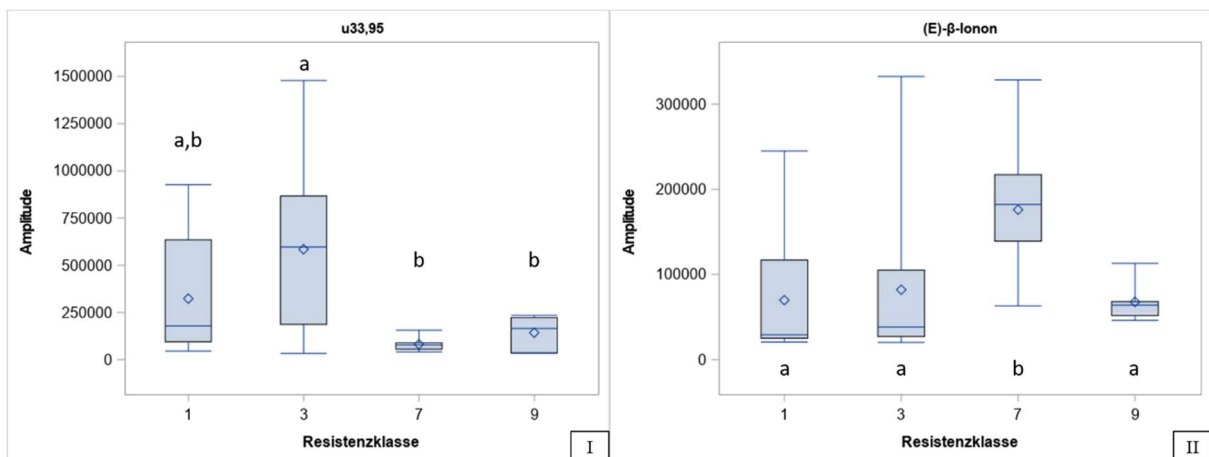 u33,95
1500000
1250000
1000000
750000
500000
250000
0
Amplitude
a,b
a
b
b
1
3
7
9
Resistenzklasse
I
(E)-β-Ionon
300000
200000
100000
0
Amplitude
a
a
b
a
1
3
7
9
Resistenzklasse
II